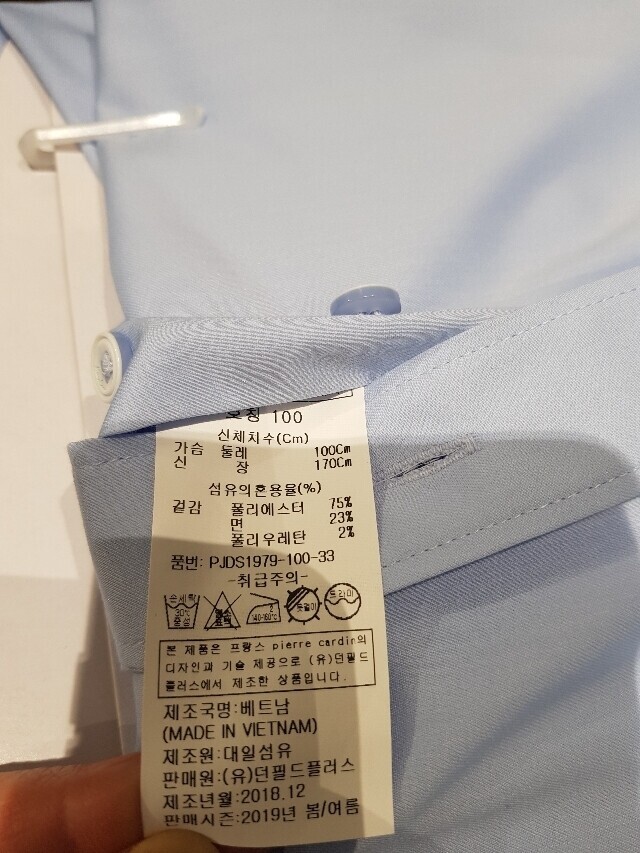 호칭 100
신체치수(Cm)
가슴 둘레 100Cm
신 장 170Cm
섬유의혼용율(%)
겉감 폴리에스터 75%
면 23%
폴리우레탄 2%
품번: PJDS1979-100-33
-취급주의-
손세탁 30℃ 중성
2 140-160℃
옷걸이
드라이
본 제품은 프랑스 pierre cardin의
디자인과 기술 제공으로 (유)던필드
플러스에서 제조한 상품입니다.
제조국명:베트남
(MADE IN VIETNAM)
제조원:대일섬유
판매원:(유)던필드플러스
제조년월:2018.12
판매시즌:2019년 봄/여름